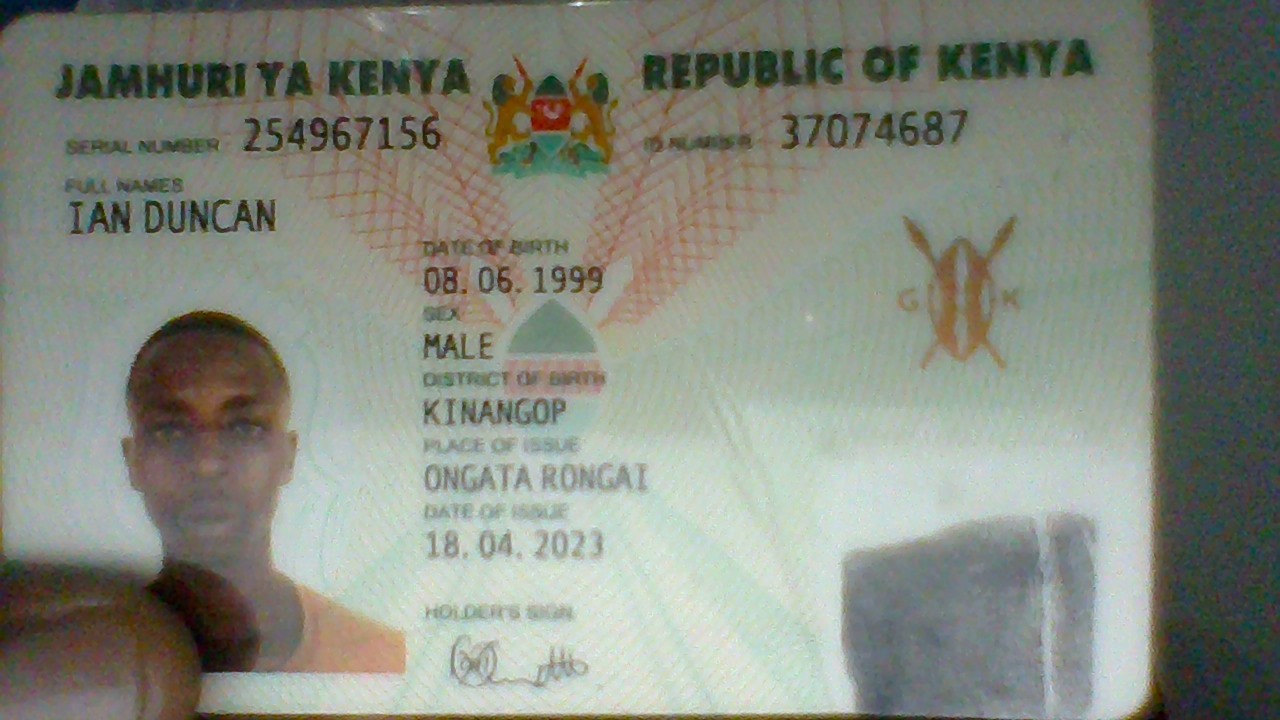 JAMHURI YA KENYA
REPUBLIC OF KENYA
SERIAL NUMBER 254967156
ID NUMBER 37074687
FULL NAMES
IAN DUNCAN
DATE OF BIRTH
08. 06. 1999
SEX
MALE
DISTRICT OF BIRTH
KINANGOP
PLACE OF ISSUE
ONGATA RONGAI
DATE OF ISSUE
18. 04. 2023
HOLDER'S SIGN.
G K